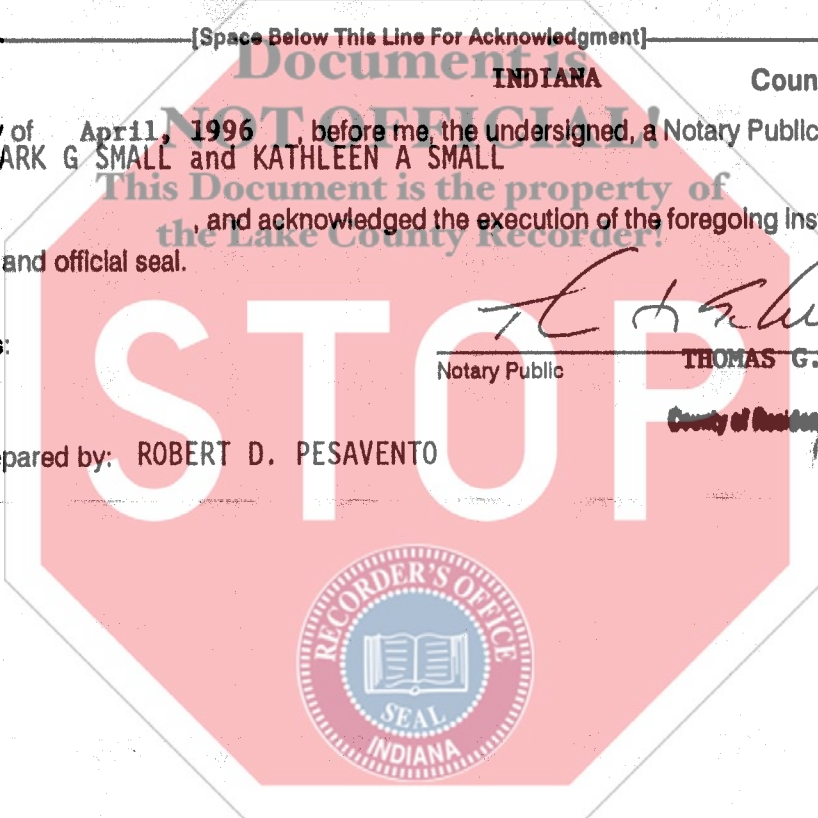 [Space Below This Line For Acknowledgment]
Document is
INDIANA Coun
NOT OFFICIAL!
y of April, 1996 , before me, the undersigned, a Notary Public
ARK G SMALL and KATHLEEN A SMALL
This Document is the property of
, and acknowledged the execution of the foregoing Ins
the Lake County Recorder!
and official seal.
s:
STOP
Notary Public THOMAS G.
County of
epared by: ROBERT D. PESAVENTO
RECORDER'S OFFICE
SEAL
INDIANA